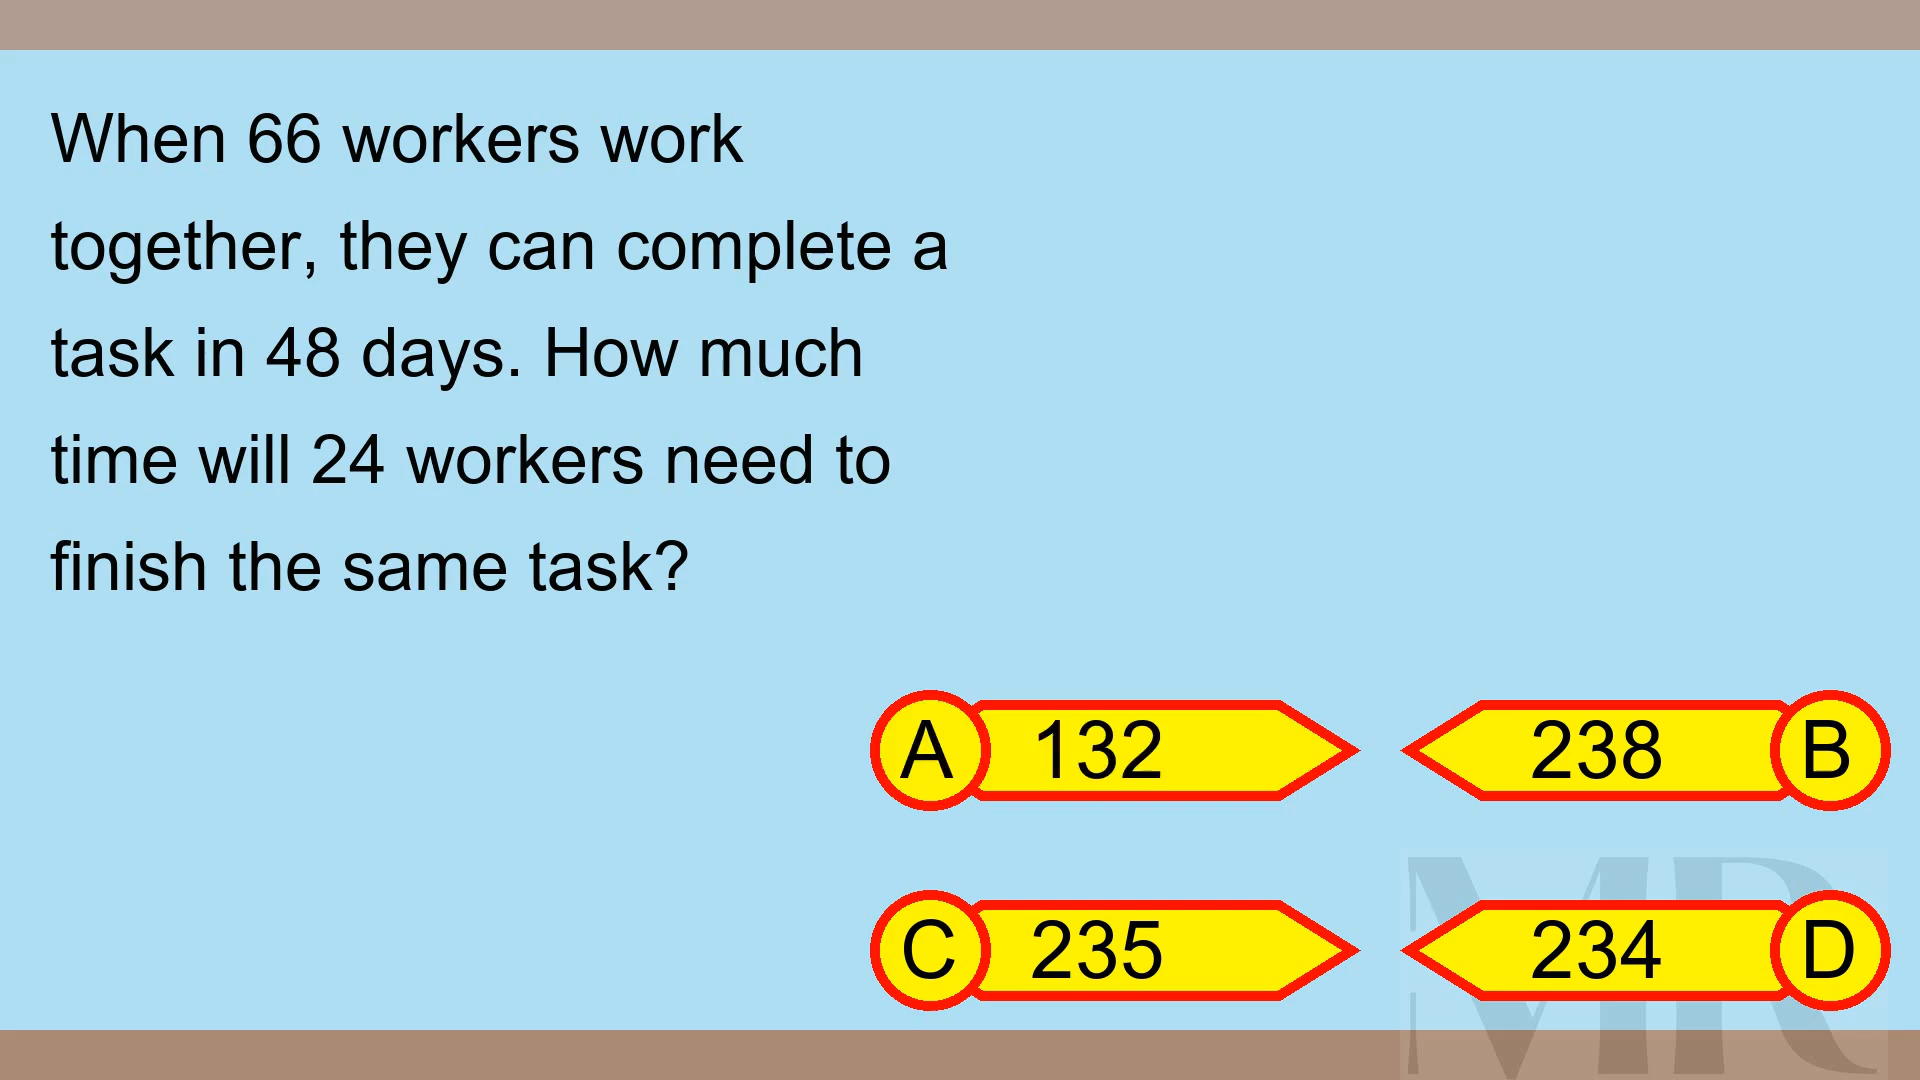 When 66 workers work
together, they can complete a
task in 48 days. How much
time will 24 workers need to
finish the same task?
A 132
238 B
C 235
234 D
MR